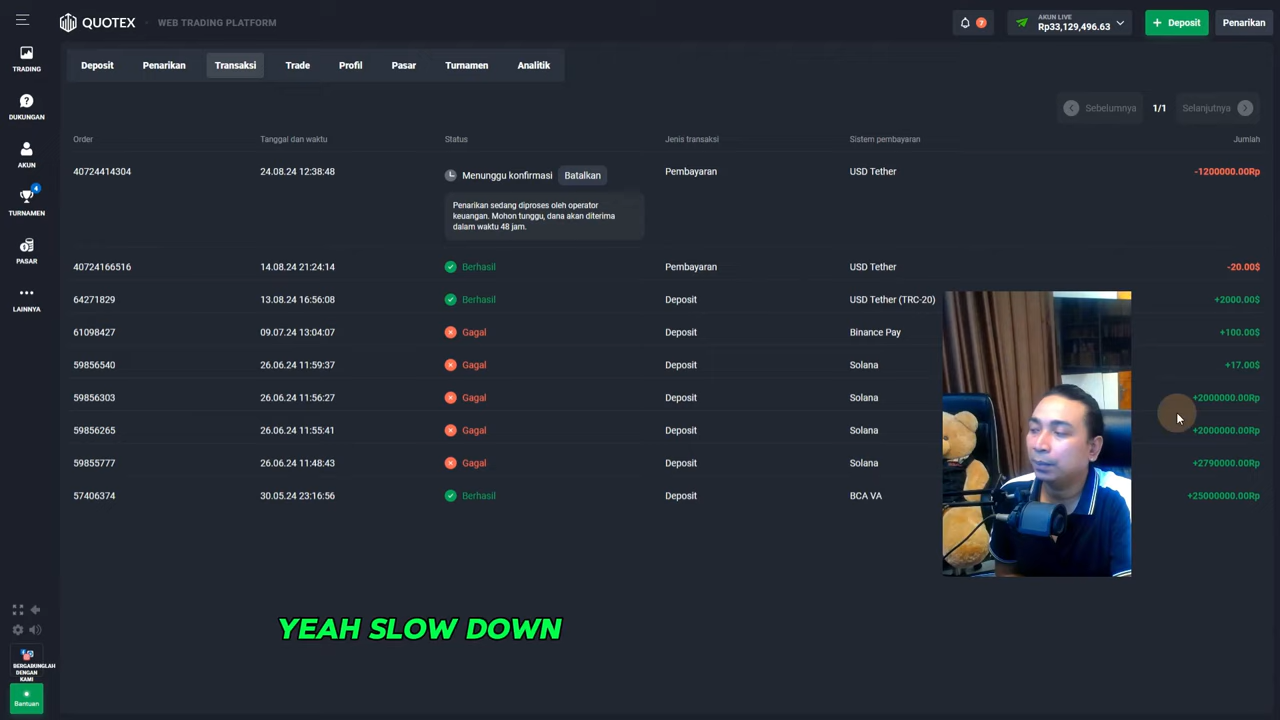 QUOTEX
WEB TRADING PLATFORM
7
AKUN LIVE
Rp33,129,496.63
+ Deposit
Penarikan
TRADING
DUKUNGAN
AKUN
4
TURNAMEN
PASAR
LAINNYA
BERGABUNGLAH
DENGAN
KAMI
Bantuan
Deposit Penarikan Transaksi Trade Profil Pasar Turnamen Analitik
Sebelumnya 1/1 Selanjutnya
Order Tanggal dan waktu Status Jenis transaksi Sistem pembayaran Jumlah
40724414304 24.08.24 12:38:48 Menunggu konfirmasi Batalkan Pembayaran USD Tether -1200000.00Rp
Penarikan sedang diproses oleh operator
keuangan. Mohon tunggu, dana akan diterima
dalam waktu 48 jam.
40724166516 14.08.24 21:24:14 Berhasil Pembayaran USD Tether -20.00$
64271829 13.08.24 16:56:08 Berhasil Deposit USD Tether (TRC-20) +2000.00$
61098427 09.07.24 13:04:07 Gagal Deposit Binance Pay +100.00$
59856540 26.06.24 11:59:37 Gagal Deposit Solana +17.00$
59856303 26.06.24 11:56:27 Gagal Deposit Solana +2000000.00Rp
59856265 26.06.24 11:55:41 Gagal Deposit Solana +2000000.00Rp
59855777 26.06.24 11:48:43 Gagal Deposit Solana +2790000.00Rp
57406374 30.05.24 23:16:56 Berhasil Deposit BCA VA +25000000.00Rp
YEAH SLOW DOWN